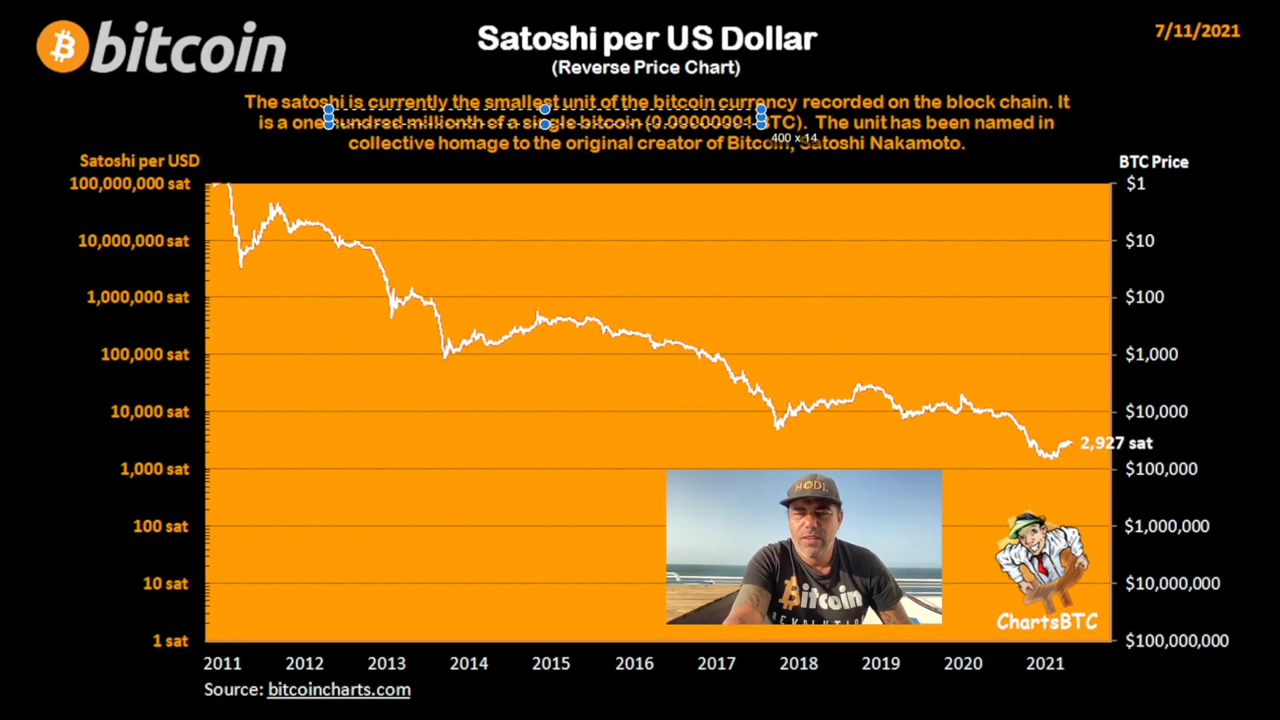 bitcoin
Satoshi per US Dollar
(Reverse Price Chart)
7/11/2021
The satoshi is currently the smallest unit of the bitcoin currency recorded on the block chain. It
is a one hundred millionth of a single bitcoin (0.00000001 BTC). The unit has been named in
collective homage to the original creator of Bitcoin, Satoshi Nakamoto.
400 x 14
Satoshi per USD
BTC Price
100,000,000 sat
$1
10,000,000 sat
$10
1,000,000 sat
$100
100,000 sat
$1,000
10,000 sat
$10,000
2,927 sat
1,000 sat
$100,000
100 sat
$1,000,000
10 sat
$10,000,000
1 sat
$100,000,000
HODL
Bitcoin
REVOLUTI
ChartsBTC
2011 2012 2013 2014 2015 2016 2017 2018 2019 2020 2021
Source: bitcoincharts.com